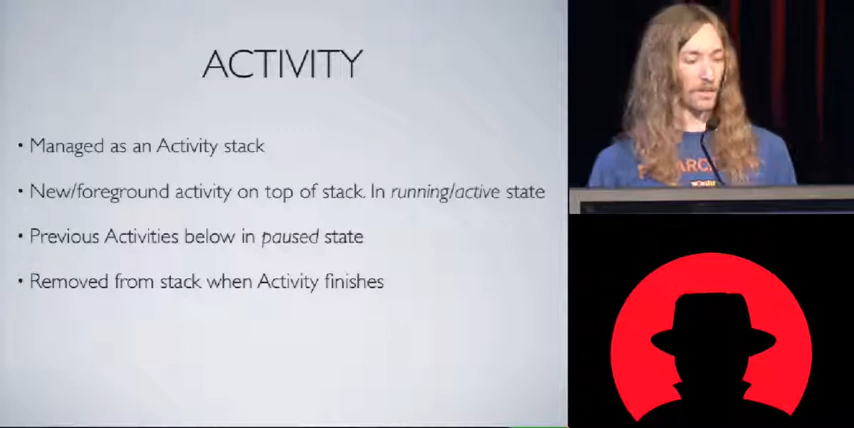 ACTIVITY
• Managed as an Activity stack
• New/foreground activity on top of stack. In running/active state
• Previous Activities below in paused state
• Removed from stack when Activity finishes